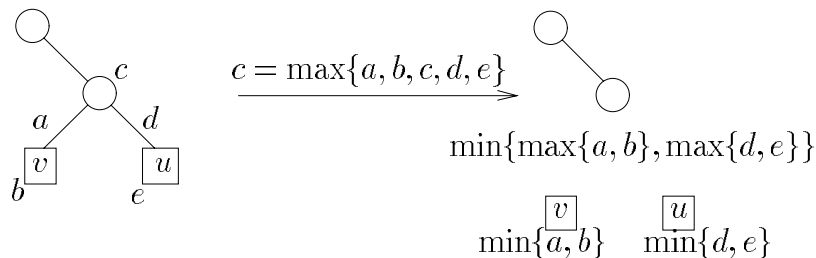 c
c = max{a, b, c, d, e}
a
d
v
u
b
e
min{max{a, b}, max{d, e}}
v
u
min{a, b}
min{d, e}